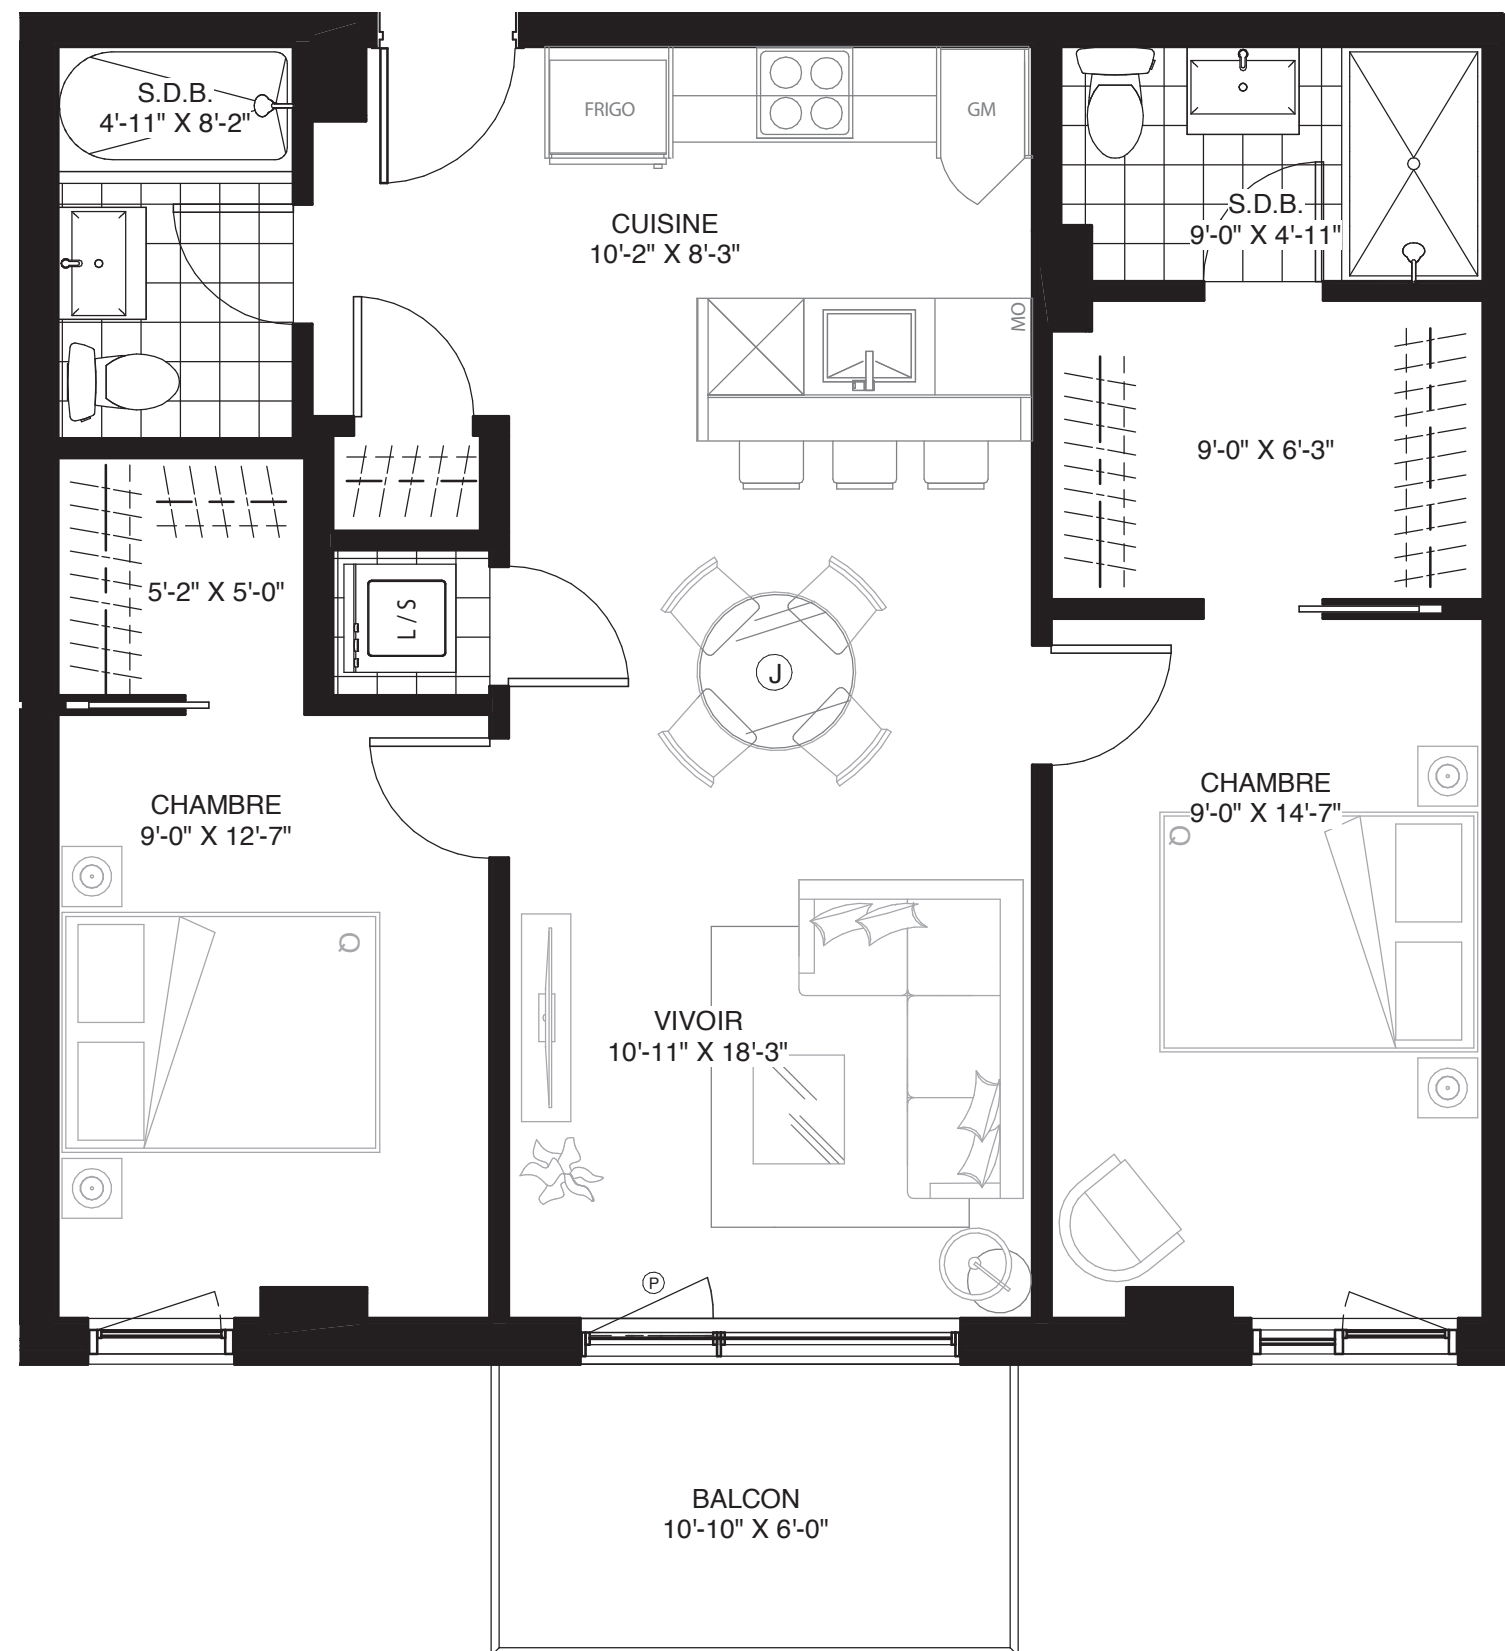 S.D.B.
4'-11" X 8'-2"
FRIGO
GM
CUISINE
10'-2" X 8'-3"
S.D.B.
9'-0" X 4'-11"
MO
9'-0" X 6'-3"
5'-2" X 5'-0"
L/S
J
CHAMBRE
9'-0" X 12'-7"
CHAMBRE
9'-0" X 14'-7"
Q
Q
VIVOIR
10'-11" X 18'-3"
P
BALCON
10'-10" X 6'-0"